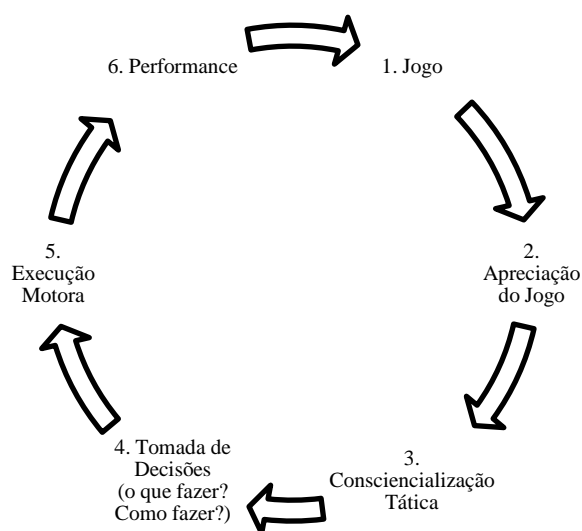 1. Jogo
2.
Apreciação
do Jogo
3.
Consciencialização
Tática
4. Tomada de
Decisões
(o que fazer?
Como fazer?)
5.
Execução
Motora
6. Performance